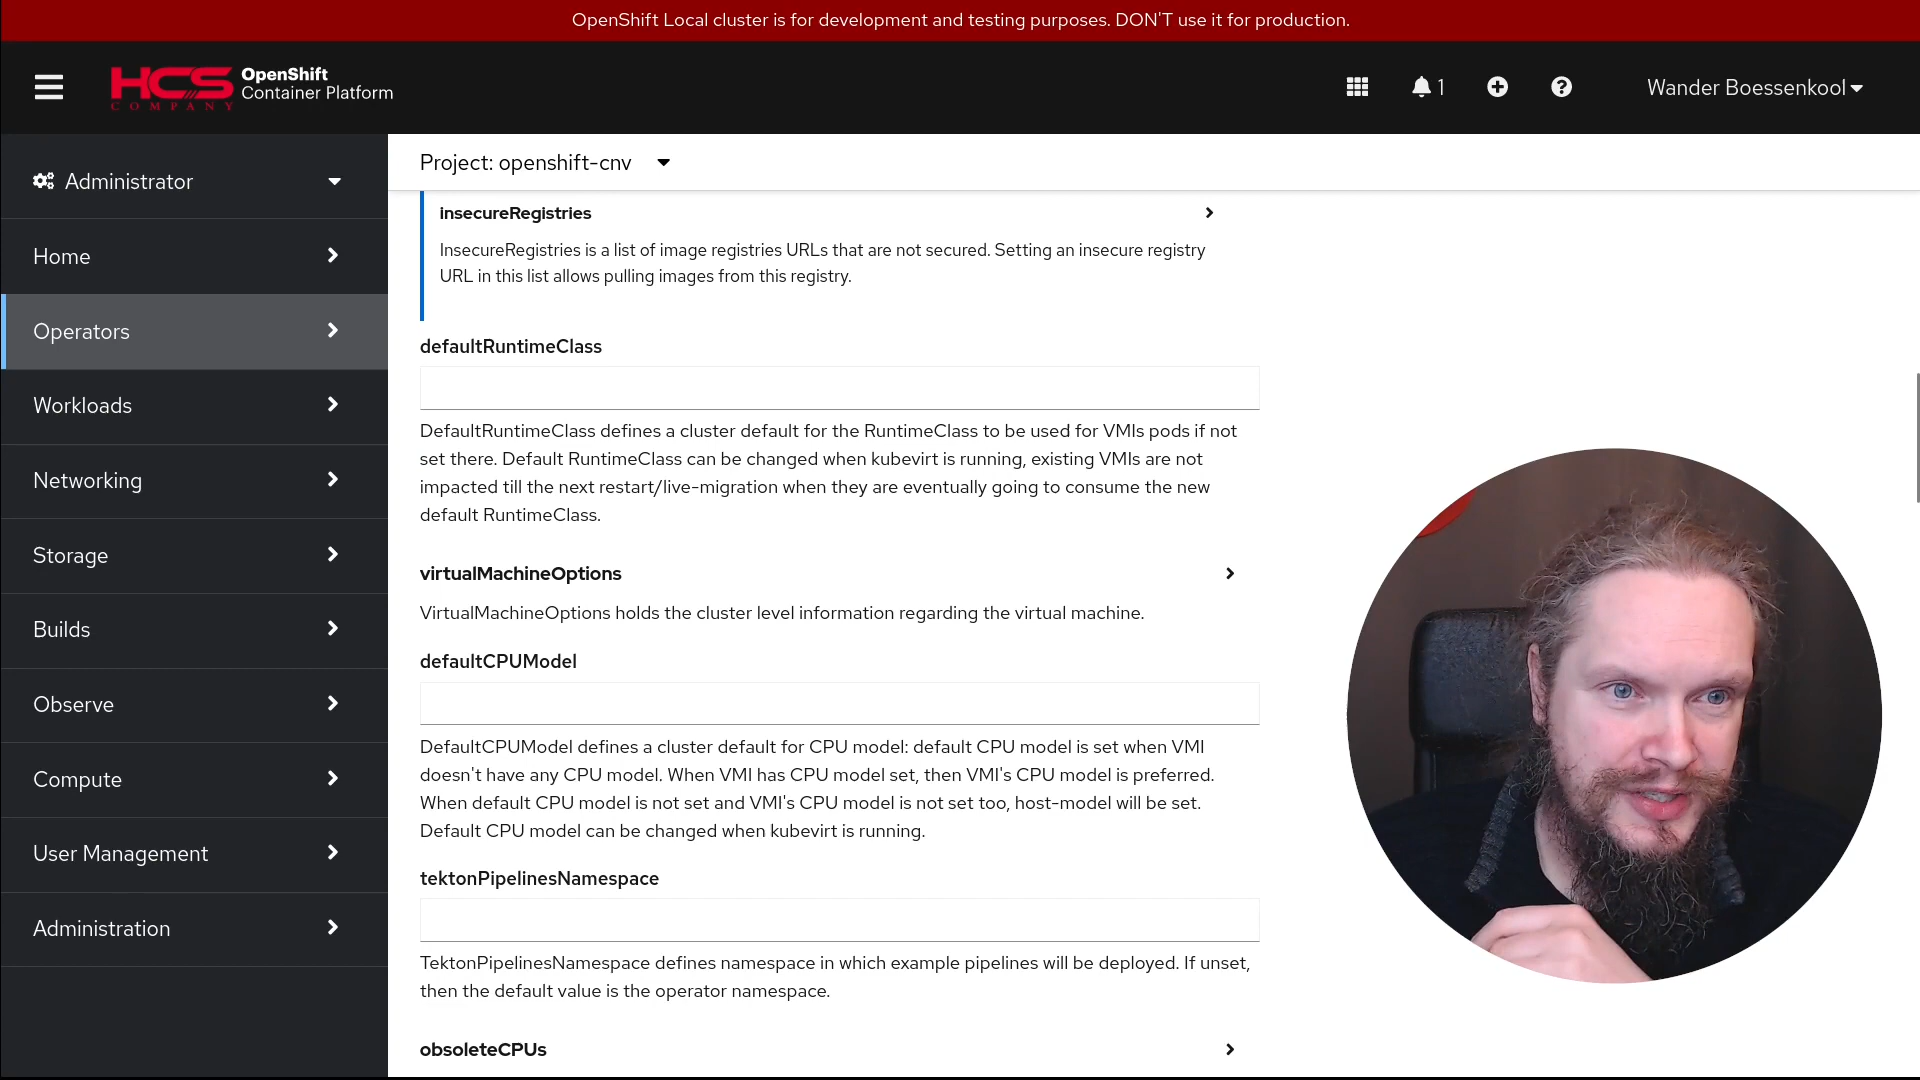 OpenShift Local cluster is for development and testing purposes. DON'T use it for production.
HCS
COMPANY
OpenShift
Container Platform
1
Wander Boessenkool
Administrator
Home
Operators
Workloads
Networking
Storage
Builds
Observe
Compute
User Management
Administration
Project: openshift-cnv
insecureRegistries
InsecureRegistries is a list of image registries URLs that are not secured. Setting an insecure registry
URL in this list allows pulling images from this registry.
defaultRuntimeClass
DefaultRuntimeClass defines a cluster default for the RuntimeClass to be used for VMIs pods if not
set there. Default RuntimeClass can be changed when kubevirt is running, existing VMIs are not
impacted till the next restart/live-migration when they are eventually going to consume the new
default RuntimeClass.
virtualMachineOptions
VirtualMachineOptions holds the cluster level information regarding the virtual machine.
defaultCPUModel
DefaultCPUModel defines a cluster default for CPU model: default CPU model is set when VMI
doesn't have any CPU model. When VMI has CPU model set, then VMI's CPU model is preferred.
When default CPU model is not set and VMI's CPU model is not set too, host-model will be set.
Default CPU model can be changed when kubevirt is running.
tektonPipelinesNamespace
TektonPipelinesNamespace defines namespace in which example pipelines will be deployed. If unset,
then the default value is the operator namespace.
obsoleteCPUs